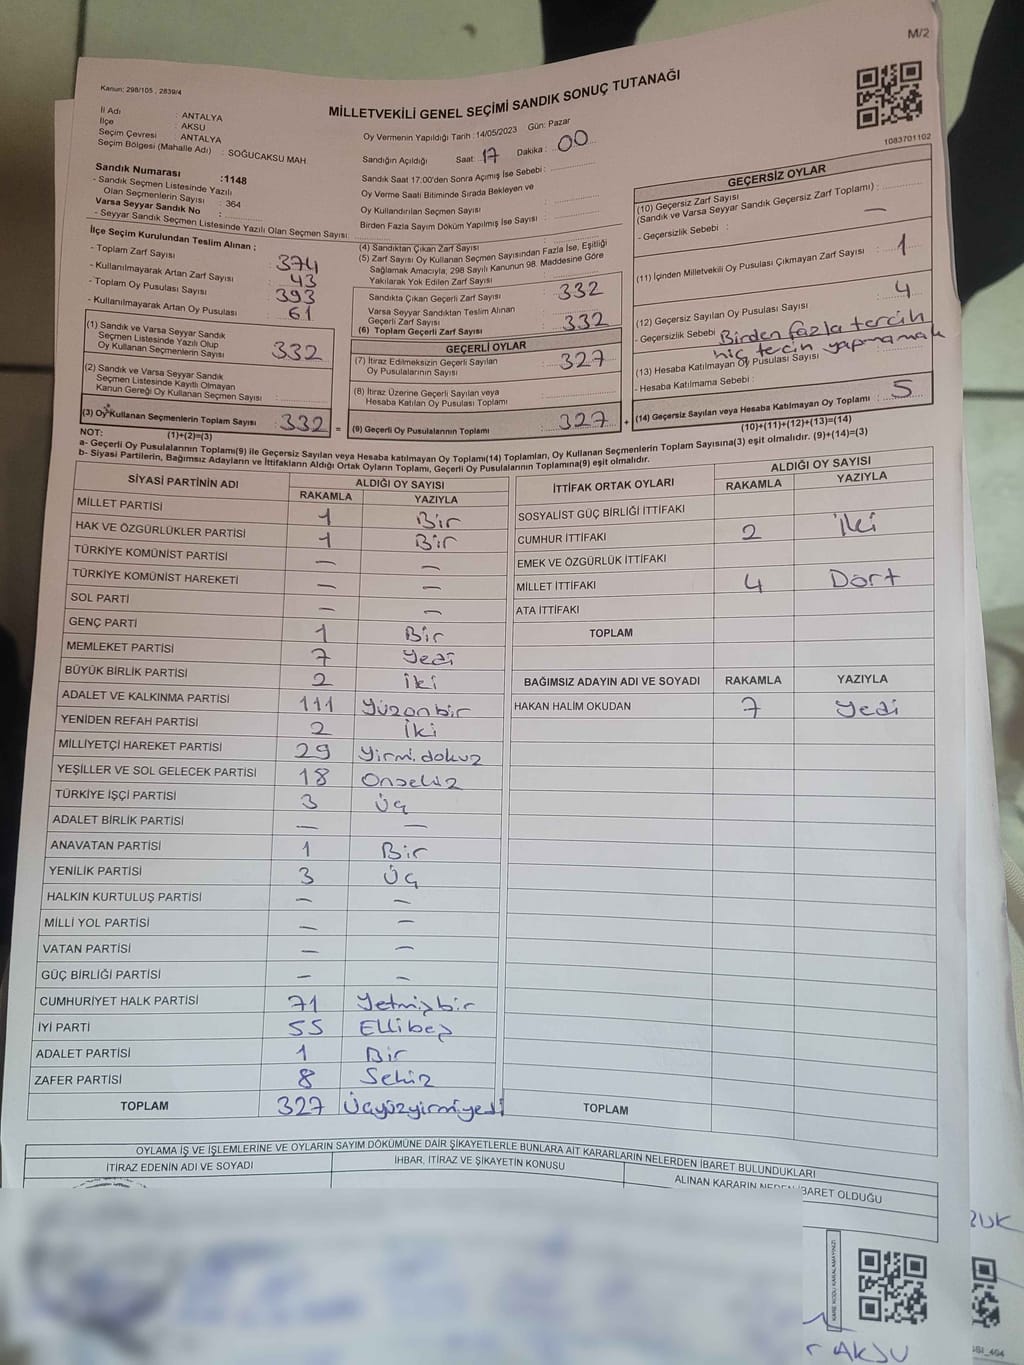 M/2
Kanun: 298/105 , 2839/4
MİLLETVEKİLİ GENEL SEÇİMİ SANDIK SONUÇ TUTANAĞI
1083701102
İl Adı : ANTALYA
İlçe : AKSU
Seçim Çevresi : ANTALYA
Seçim Bölgesi (Mahalle Adı) : SOĞUCAKSU MAH.
Sandık Numarası :1148
- Sandık Seçmen Listesinde Yazılı
Olan Seçmenlerin Sayısı : 364
Varsa Seyyar Sandık No :
- Seyyar Sandık Seçmen Listesinde Yazılı Olan Seçmen Sayısı:
İlçe Seçim Kurulundan Teslim Alınan ;
- Toplam Zarf Sayısı : 374
- Kullanılmayarak Artan Zarf Sayısı : 43
- Toplam Oy Pusulası Sayısı : 393
- Kullanılmayarak Artan Oy Pusulası : 61
(1) Sandık ve Varsa Seyyar Sandık
Seçmen Listesinde Yazılı Olup
Oy Kullanan Seçmenlerin Sayısı : 332
(2) Sandık ve Varsa Seyyar Sandık
Seçmen Listesinde Kayıtlı Olmayan
Kanun Gereği Oy Kullanan Seçmen Sayısı :
(3) Oy Kullanan Seçmenlerin Toplam Sayısı : 332 =
(1)+(2)=(3)
Oy Vermenin Yapıldığı Tarih : 14/05/2023 Gün: Pazar
Sandığın Açıldığı Saat: 17 Dakika : 00
Sandık Saat 17.00'den Sonra Açımış İse Sebebi :
Oy Verme Saati Bitiminde Sırada Bekleyen ve
Oy Kullandırılan Seçmen Sayısı :
Birden Fazla Sayım Döküm Yapılmış İse Sayısı :
(4) Sandıktan Çıkan Zarf Sayısı
(5) Zarf Sayısı Oy Kullanan Seçmen Sayısından Fazla İse, Eşitliği
Sağlamak Amacıyla, 298 Sayılı Kanunun 98. Maddesine Göre
Yakılarak Yok Edilen Zarf Sayısı :
Sandıkta Çıkan Geçerli Zarf Sayısı : 332
Varsa Seyyar Sandıktan Teslim Alınan
Geçerli Zarf Sayısı
(6) Toplam Geçerli Zarf Sayısı : 332
GEÇERLİ OYLAR
(7) İtiraz Edilmeksizin Geçerli Sayılan
Oy Pusulalarının Sayısı : 327
(8) İtiraz Üzerine Geçerli Sayılan veya
Hesaba Katılan Oy Pusulası Toplamı :
(9) Geçerli Oy Pusulalarının Toplamı : 327 +
GEÇERSİZ OYLAR
(10) Geçersiz Zarf Sayısı
(Sandık ve Varsa Seyyar Sandık Geçersiz Zarf Toplamı) : —
- Geçersizlik Sebebi :
(11) İçinden Milletvekili Oy Pusulası Çıkmayan Zarf Sayısı : 1
(12) Geçersiz Sayılan Oy Pusulası Sayısı : 4
- Geçersizlik Sebebi : Birden fazla tercih
hiç tercih yapmamak
(13) Hesaba Katılmayan Oy Pusulası Sayısı :
- Hesaba Katılmama Sebebi :
(14) Geçersiz Sayılan veya Hesaba Katılmayan Oy Toplamı : 5
(10)+(11)+(12)+(13)=(14)
NOT:
a- Geçerli Oy Pusulalarının Toplamı(9) ile Geçersiz Sayılan veya Hesaba katılmayan Oy Toplamı(14) Toplamları, Oy Kullanan Seçmenlerin Toplam Sayısına(3) eşit olmalıdır. (9)+(14)=(3)
b- Siyasi Partilerin, Bağımsız Adayların ve İttifakların Aldığı Ortak Oyların Toplamı, Geçerli Oy Pusulalarının Toplamına(9) eşit olmalıdır.
SİYASİ PARTİNİN ADI ALDIĞI OY SAYISI
RAKAMLA YAZIYLA
MİLLET PARTİSİ 1 Bir
HAK VE ÖZGÜRLÜKLER PARTİSİ 1 Bir
TÜRKİYE KOMÜNİST PARTİSİ — —
TÜRKİYE KOMÜNİST HAREKETİ — —
SOL PARTİ — —
GENÇ PARTİ 1 Bir
MEMLEKET PARTİSİ 7 Yedi
BÜYÜK BİRLİK PARTİSİ 2 İki
ADALET VE KALKINMA PARTİSİ 111 Yüzonbir
YENİDEN REFAH PARTİSİ 2 İki
MİLLİYETÇİ HAREKET PARTİSİ 29 Yirmi dokuz
YEŞİLLER VE SOL GELECEK PARTİSİ 18 Onsekiz
TÜRKİYE İŞÇİ PARTİSİ 3 Üç
ADALET BİRLİK PARTİSİ — —
ANAVATAN PARTİSİ 1 Bir
YENİLİK PARTİSİ 3 Üç
HALKIN KURTULUŞ PARTİSİ — —
MİLLİ YOL PARTİSİ — —
VATAN PARTİSİ — —
GÜÇ BİRLİĞİ PARTİSİ — —
CUMHURİYET HALK PARTİSİ 71 Yetmişbir
İYİ PARTİ 55 Ellibeş
ADALET PARTİSİ 1 Bir
ZAFER PARTİSİ 8 Sekiz
TOPLAM 327 Üçyüzyirmiyedi
İTTİFAK ORTAK OYLARI ALDIĞI OY SAYISI
RAKAMLA YAZIYLA
SOSYALİST GÜÇ BİRLİĞİ İTTİFAKI
CUMHUR İTTİFAKI 2 İki
EMEK VE ÖZGÜRLÜK İTTİFAKI
MİLLET İTTİFAKI 4 Dört
ATA İTTİFAKI
TOPLAM
BAĞIMSIZ ADAYIN ADI VE SOYADI RAKAMLA YAZIYLA
HAKAN HALİM OKUDAN 7 Yedi
TOPLAM
OYLAMA İŞ VE İŞLEMLERİNE VE OYLARIN SAYIM DÖKÜMÜNE DAİR ŞİKAYETLERLE BUNLARA AİT KARARLARIN NELERDEN İBARET BULUNDUKLARI
İTİRAZ EDENİN ADI VE SOYADI İHBAR, İTİRAZ VE ŞİKAYETİN KONUSU ALINAN KARARIN NEDEN İBARET OLDUĞU
KARE KODU KARALAMAYINIZ!
AKSU